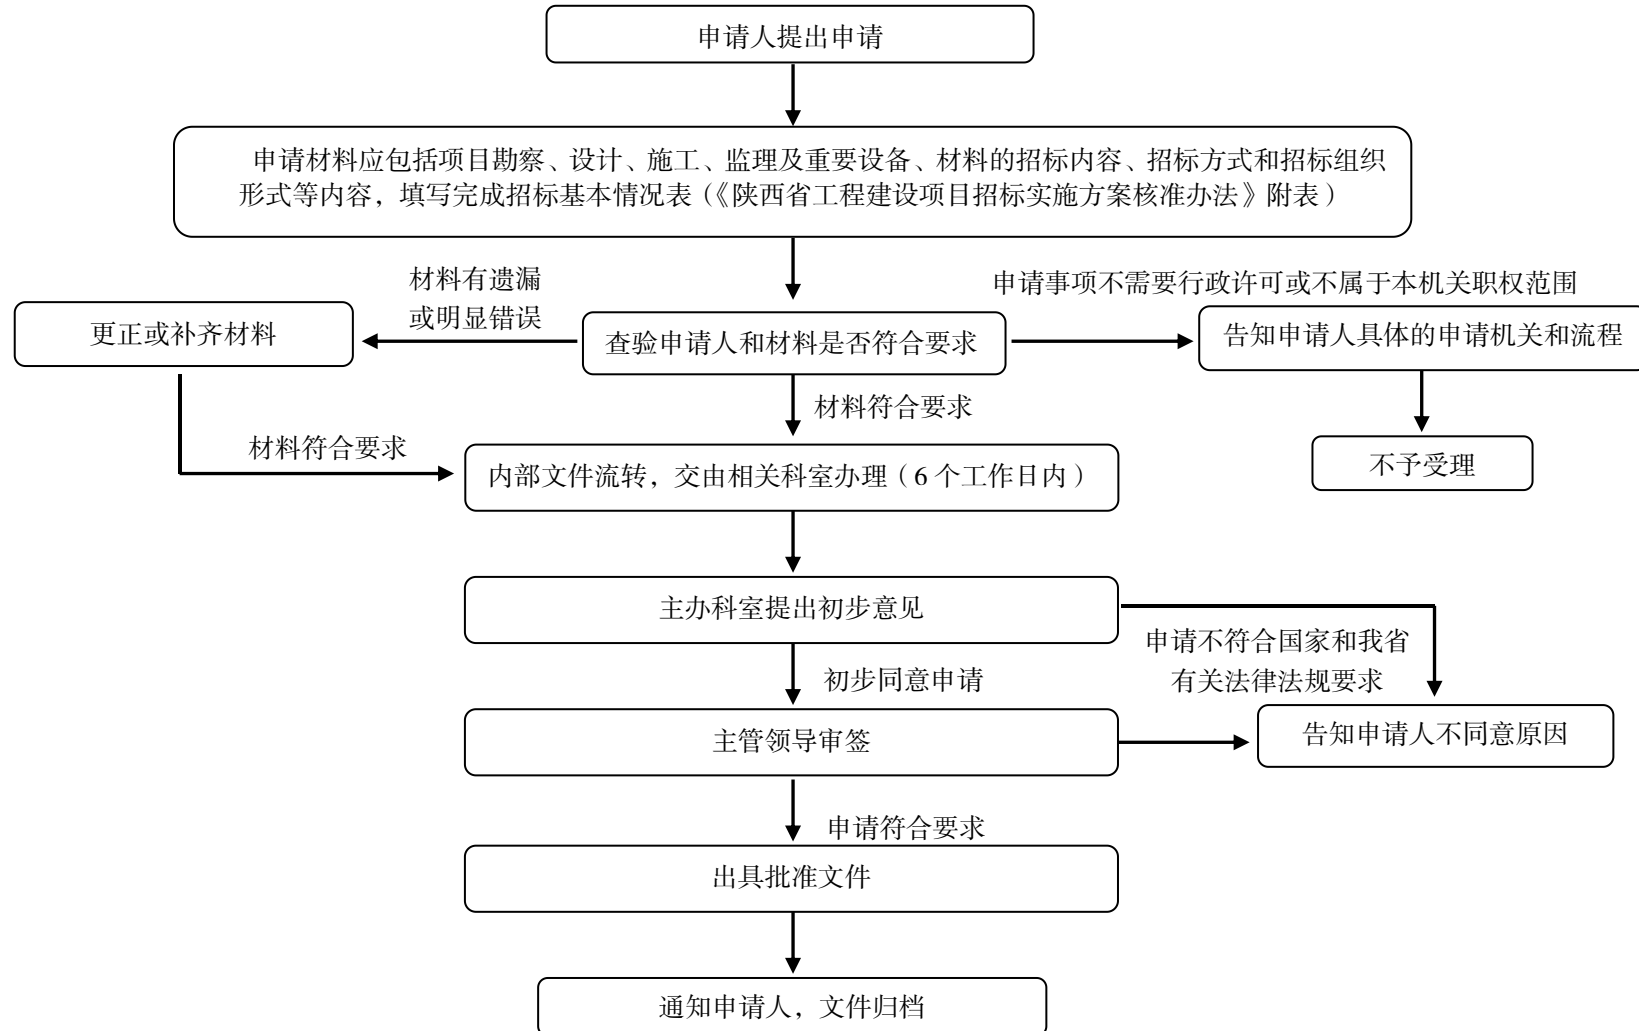 申请人提出申请
申请材料应包括项目勘察、设计、施工、监理及重要设备、材料的招标内容、招标方式和招标组织
形式等内容，填写完成招标基本情况表（《陕西省工程建设项目招标实施方案核准办法》附表）
材料有遗漏
或明显错误
申请事项不需要行政许可或不属于本机关职权范围
更正或补齐材料
查验申请人和材料是否符合要求
告知申请人具体的申请机关和流程
材料符合要求
材料符合要求
不予受理
内部文件流转，交由相关科室办理（6 个工作日内）
主办科室提出初步意见
申请不符合国家和我省
有关法律法规要求
初步同意申请
主管领导审签
告知申请人不同意原因
申请符合要求
出具批准文件
通知申请人，文件归档